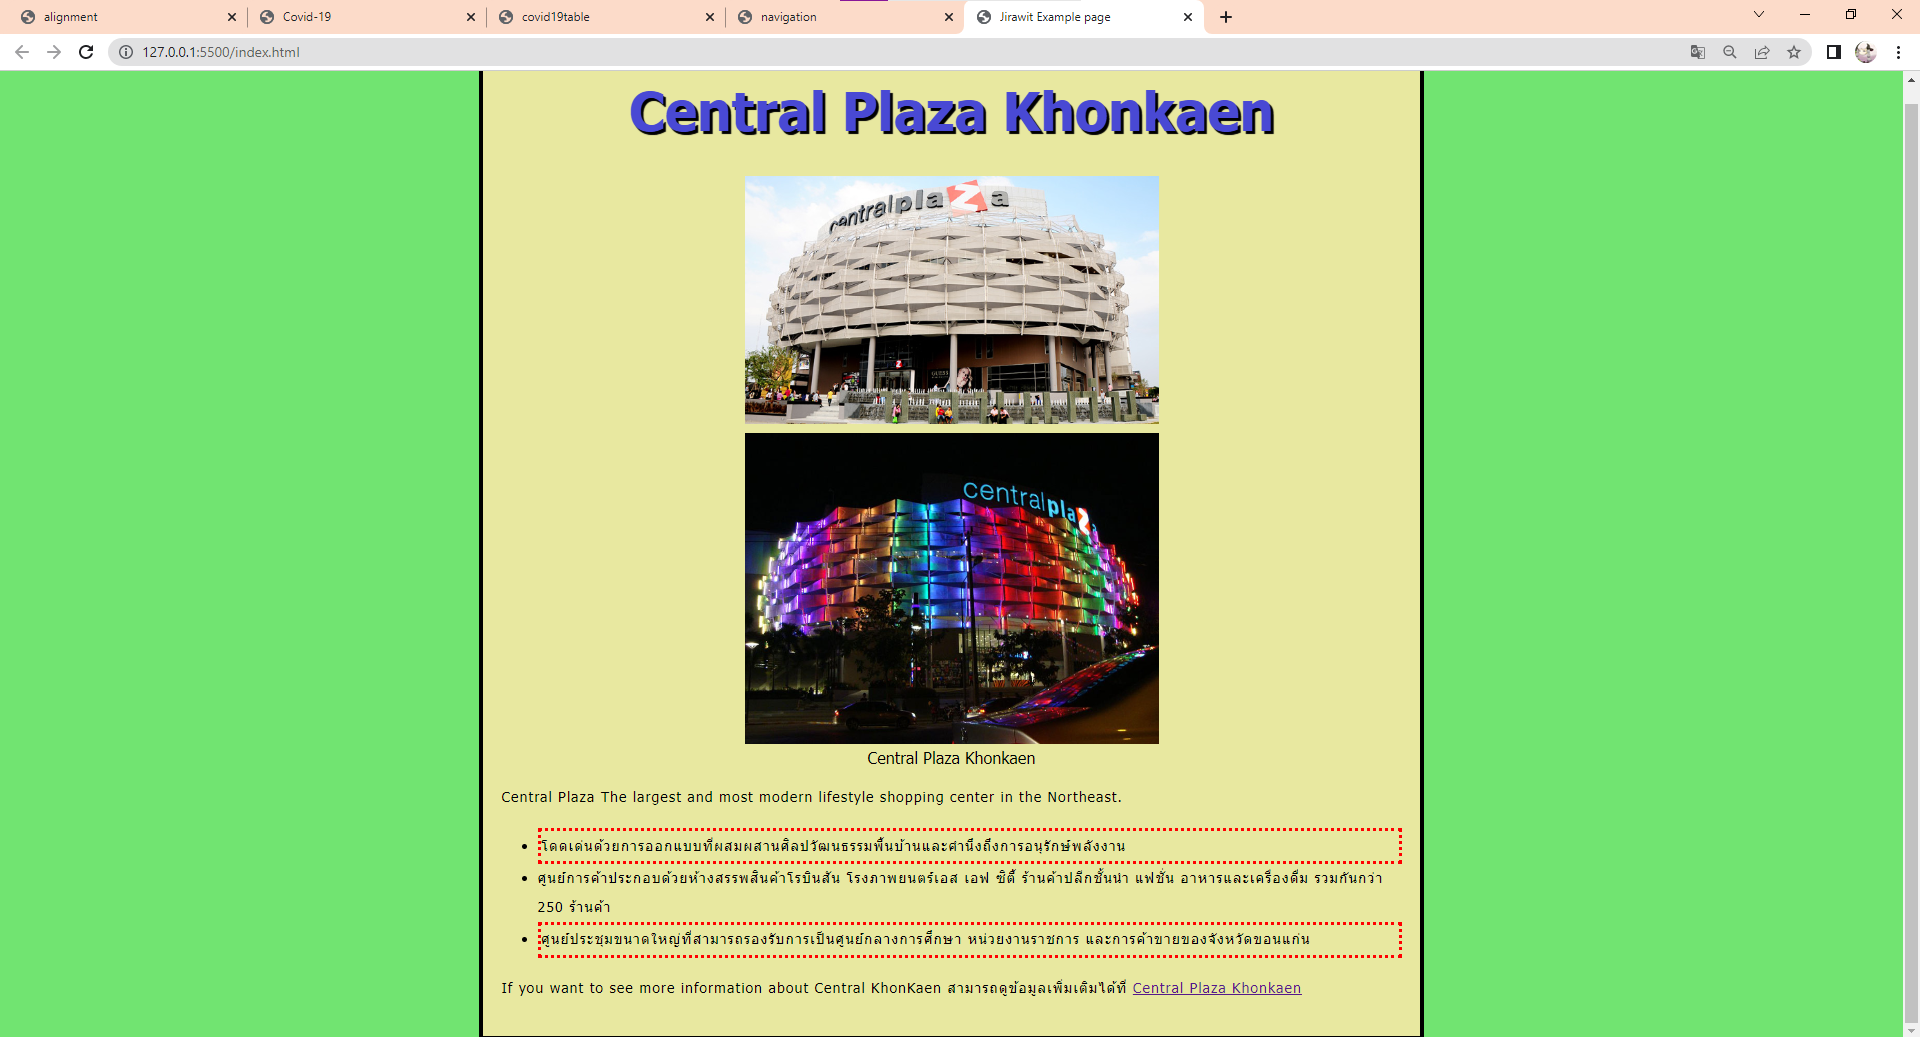 alignment
Covid-19
covid19table
navigation
Jirawit Example page
127.0.0.1:5500/index.html
Central Plaza Khonkaen
centralplaza
GUESS
centralplaza
Central Plaza Khonkaen
Central Plaza The largest and most modern lifestyle shopping center in the Northeast.
โดดเด่นด้วยการออกแบบที่ผสมผสานศิลปวัฒนธรรมพื้นบ้านและคำนึงถึงการอนุรักษ์พลังงาน
ศูนย์การค้าประกอบด้วยห้างสรรพสินค้าโรบินสัน โรงภาพยนตร์เอส เอฟ ซิตี้ ร้านค้าปลีกชั้นนำ แฟชั่น อาหารและเครื่องดื่ม รวมกันกว่า
250 ร้านค้า
ศูนย์ประชุมขนาดใหญ่ที่สามารถรองรับการเป็นศูนย์กลางการศึกษา หน่วยงานราชการ และการค้าขายของจังหวัดขอนแก่น
If you want to see more information about Central KhonKaen สามารถดูข้อมูลเพิ่มเติมได้ที่ Central Plaza Khonkaen